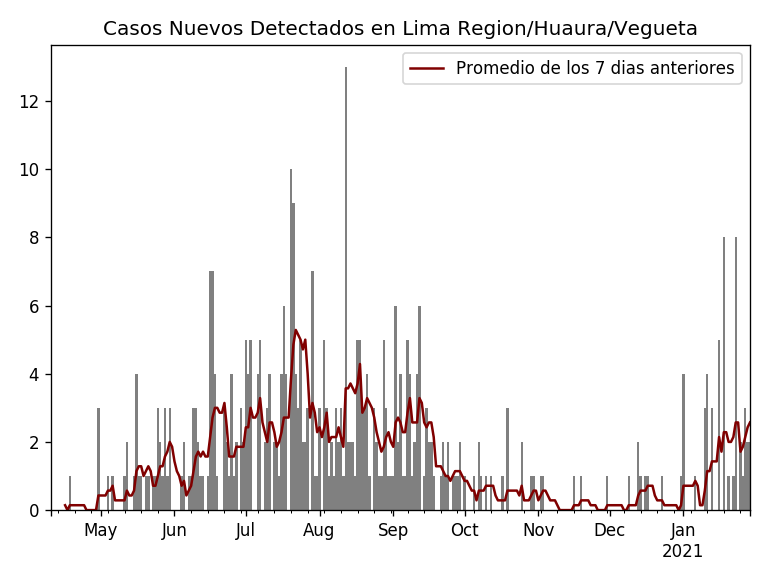 Casos Nuevos Detectados en Lima Region/Huaura/Vegueta
Promedio de los 7 dias anteriores
12
10
8
6
4
2
0
May Jun Jul Aug Sep Oct Nov Dec Jan
2021